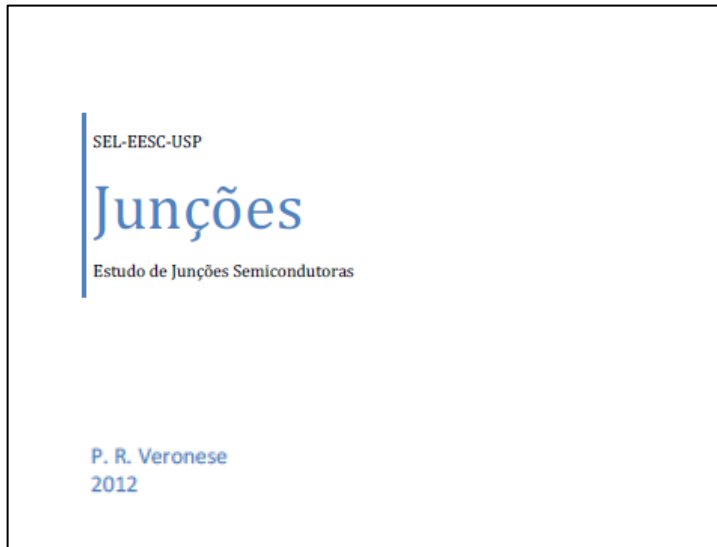 SEL-EESC-USP
Junções
Estudo de Junções Semicondutoras
P. R. Veronese
2012